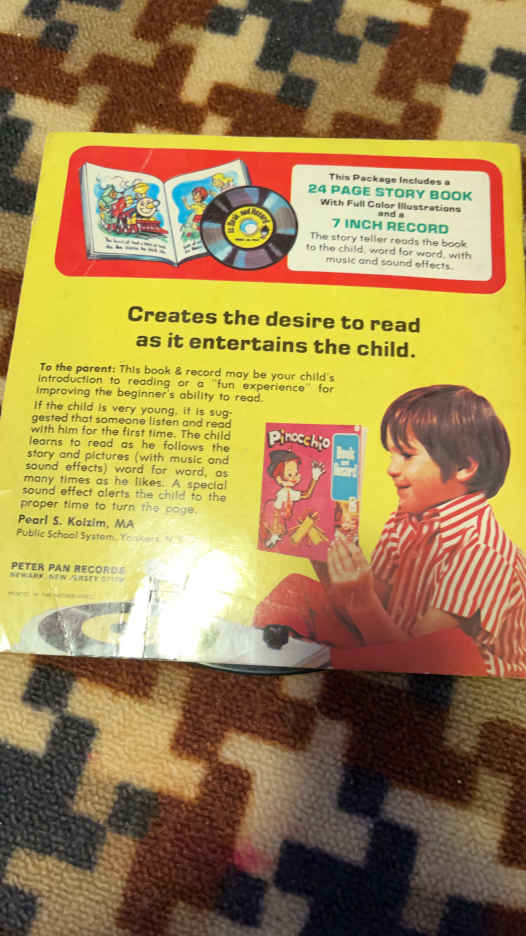 This Package Includes a
24 PAGE STORY BOOK
With Full Color Illustrations
and a
7 INCH RECORD
The story teller reads the book
to the child, word for word, with
music and sound effects.
Creates the desire to read
as it entertains the child.
To the parent: This book & record may be your child's
introduction to reading or a "fun experience" for
improving the beginner's ability to read.
If the child is very young, it is sug-
gested that someone listen and read
with him for the first time. The child
learns to read as he follows the
story and pictures (with music and
sound effects) word for word, as
many times as he likes. A special
sound effect alerts the child to the
proper time to turn the page.
Pearl S. Koizim, MA
Public School System, Yonkers, N.
Pinocchio
Book
and
Record
PETER PAN RECORDS
NEWARK, NEW JERSEY